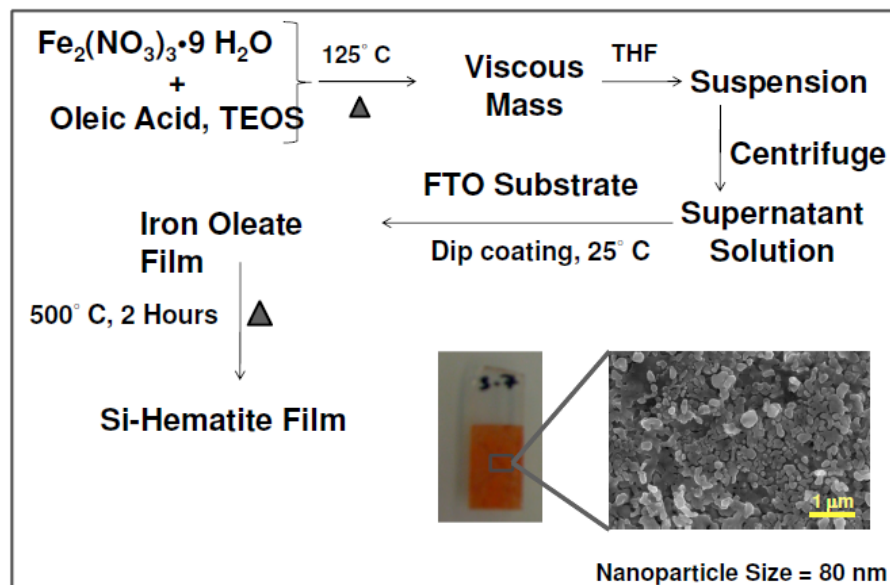 Fe₂(NO₃)₃•9 H₂O
+
Oleic Acid, TEOS
125° C
Viscous
Mass
THF
Suspension
Centrifuge
Supernatant
Solution
FTO Substrate
Dip coating, 25° C
Iron Oleate
Film
500° C, 2 Hours
Si-Hematite Film
1 μm
Nanoparticle Size = 80 nm